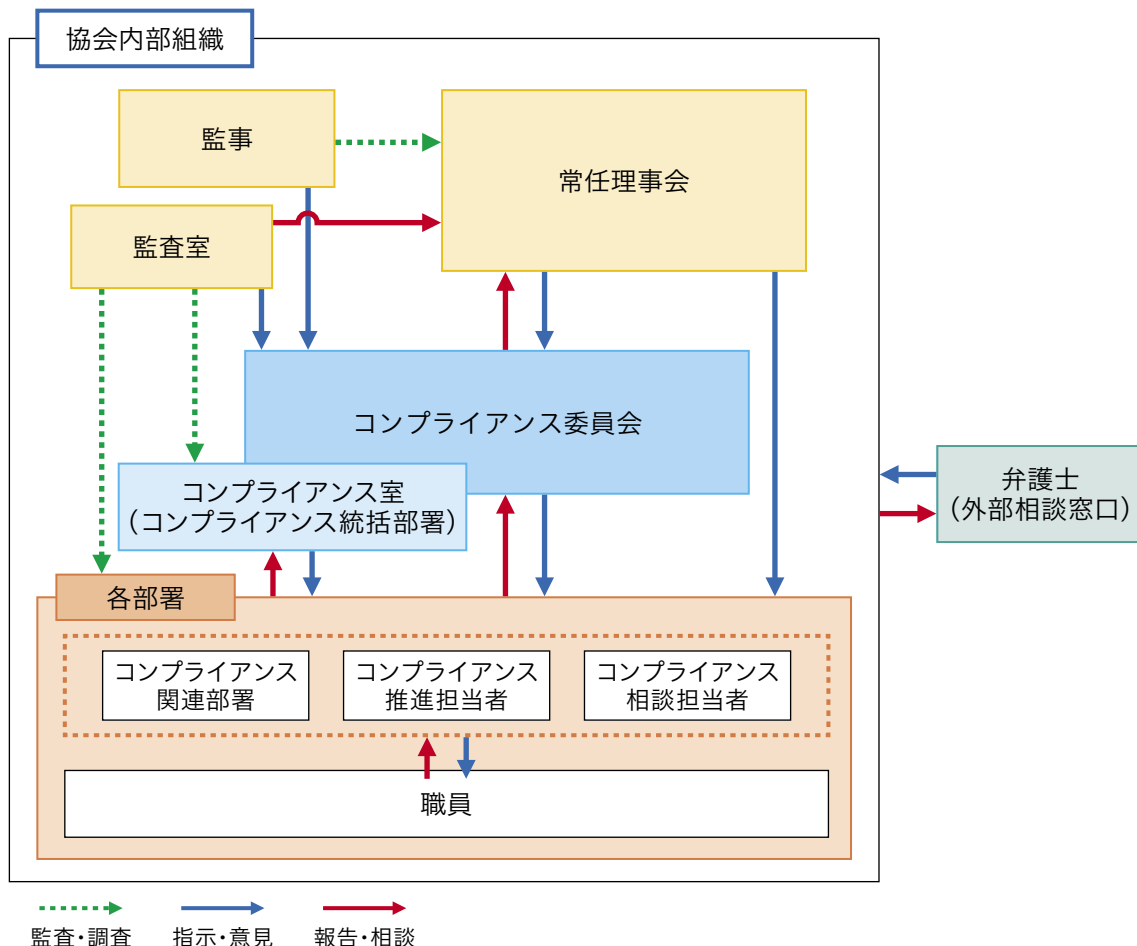 協会内部組織
監事
常任理事会
監査室
コンプライアンス委員会
コンプライアンス室
（コンプライアンス統括部署）
弁護士
（外部相談窓口）
各部署
コンプライアンス
関連部署
コンプライアンス
推進担当者
コンプライアンス
相談担当者
職員
監査・調査
指示・意見
報告・相談